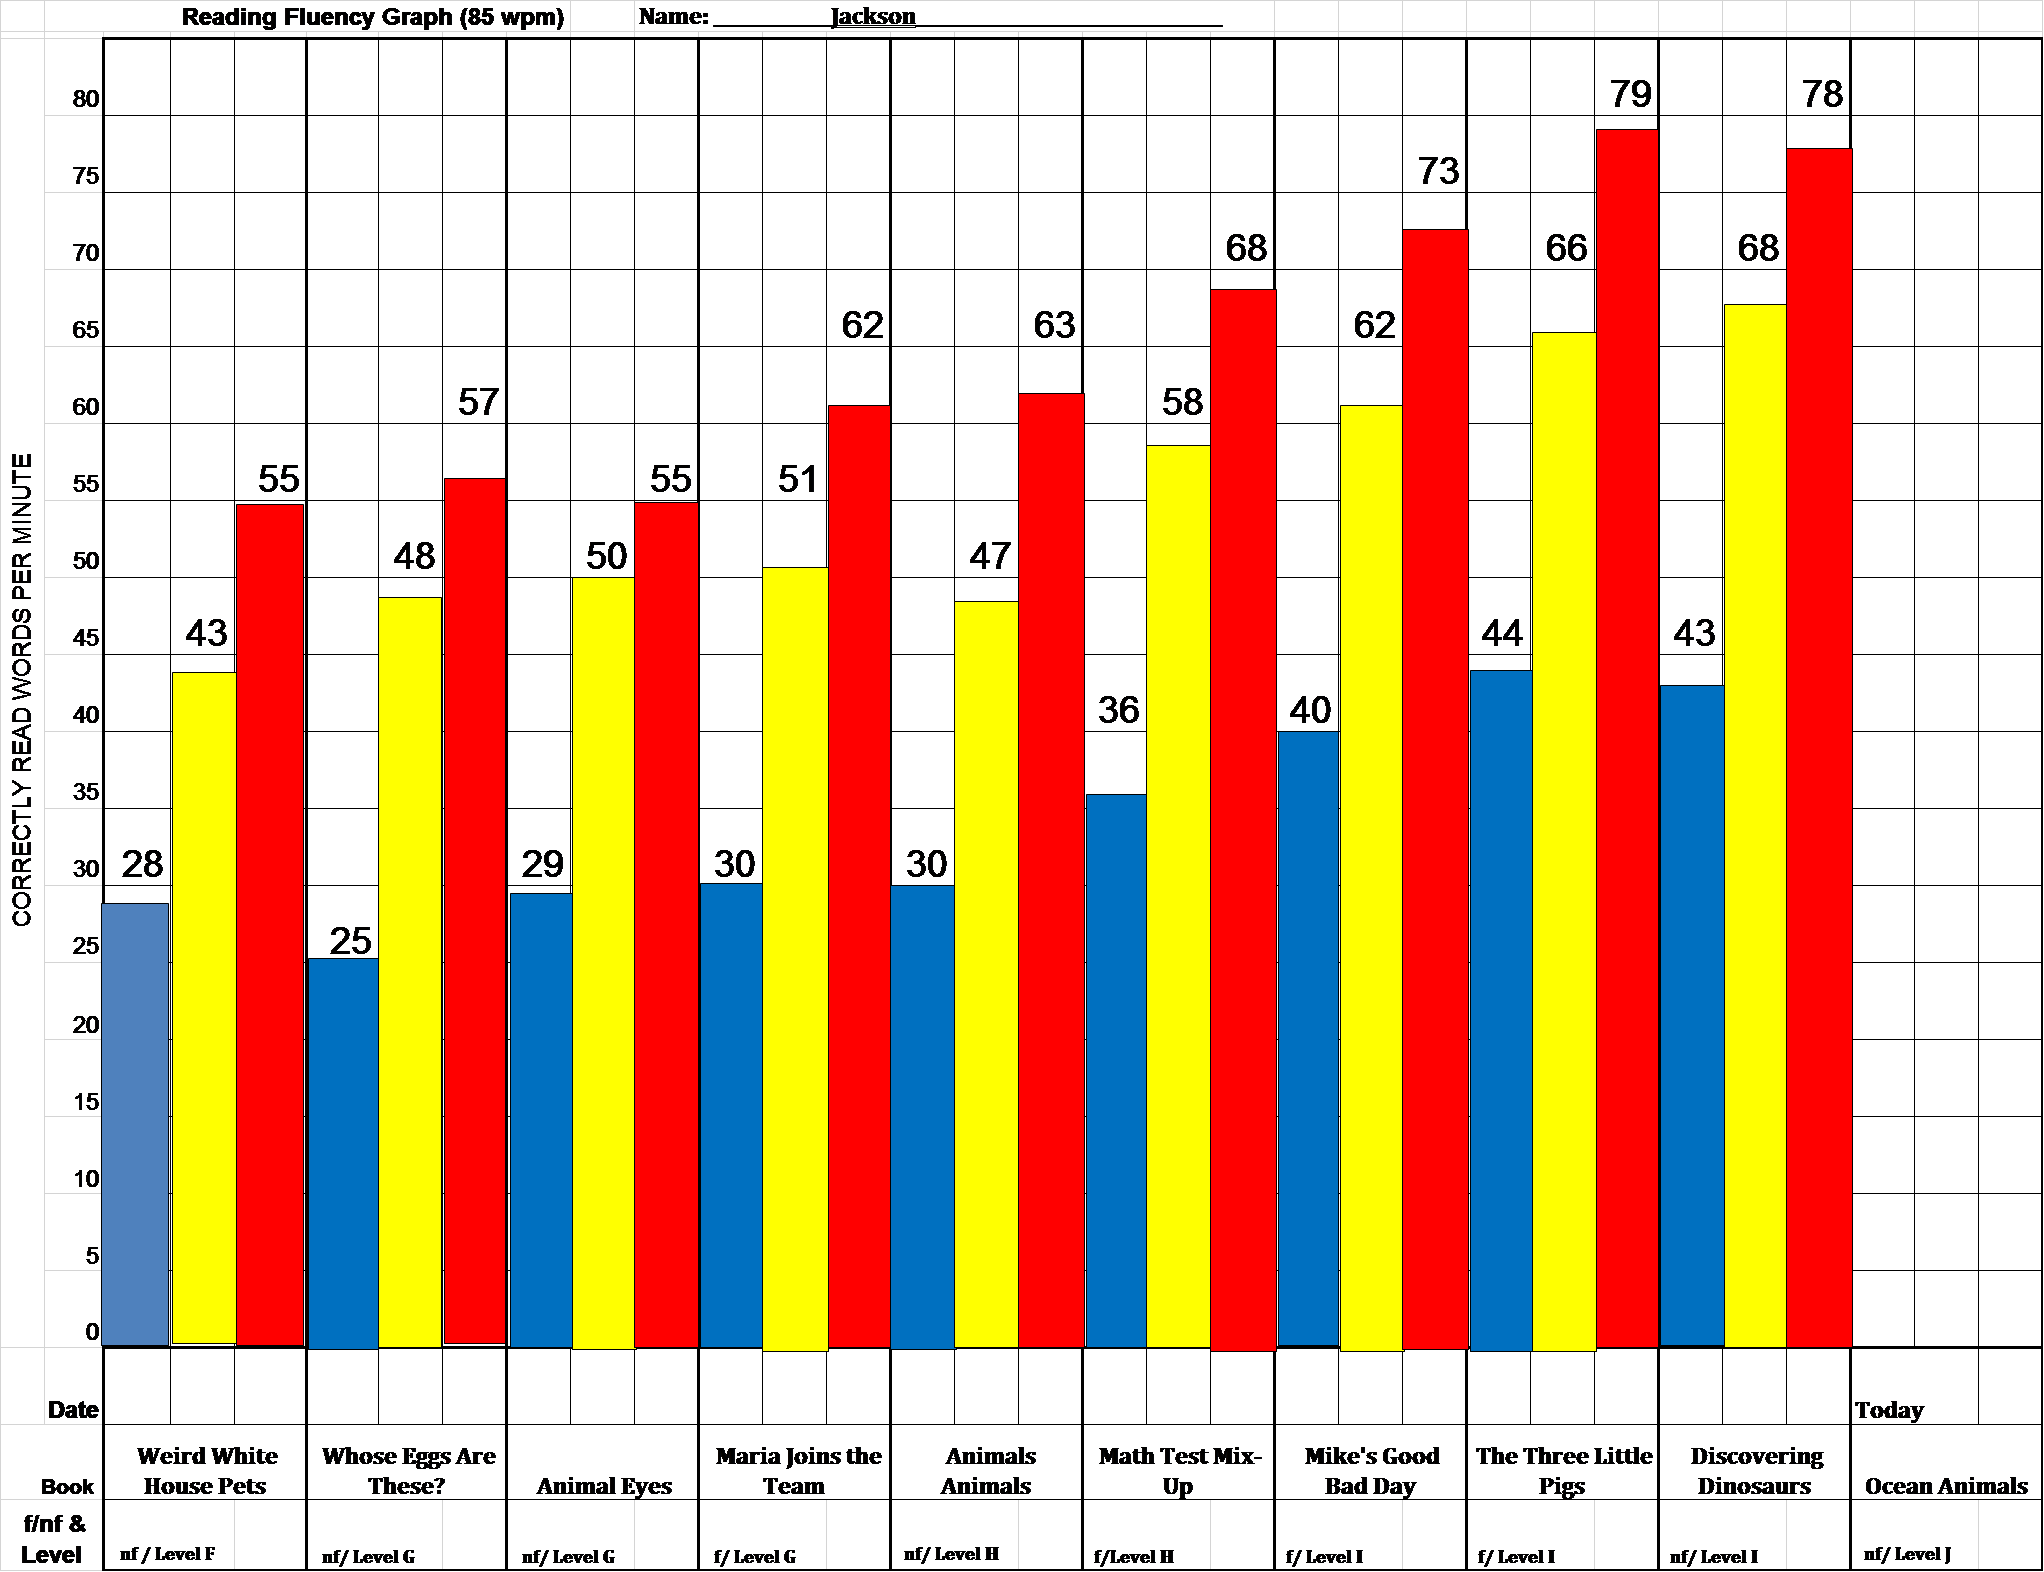 Reading Fluency Graph (85 wpm) Name: Jackson
CORRECTLY READ WORDS PER MINUTE
80 79 78
75 73
70 68 66 68
65 62 63 62
60 57 58
55 55 55 51
50 48 50 47
45 43 44 43
40 36 40
35
30 28 29 30 30
25 25
20
15
10
5
0
Date Today
Weird White Whose Eggs Are Maria Joins the Animals Math Test Mix- Mike's Good The Three Little Discovering
Book House Pets These? Animal Eyes Team Animals Up Bad Day Pigs Dinosaurs Ocean Animals
f/nf &
Level nf / Level F nf/ Level G nf/ Level G f/ Level G nf/ Level H f/Level H f/ Level I f/ Level I nf/ Level I nf/ Level J